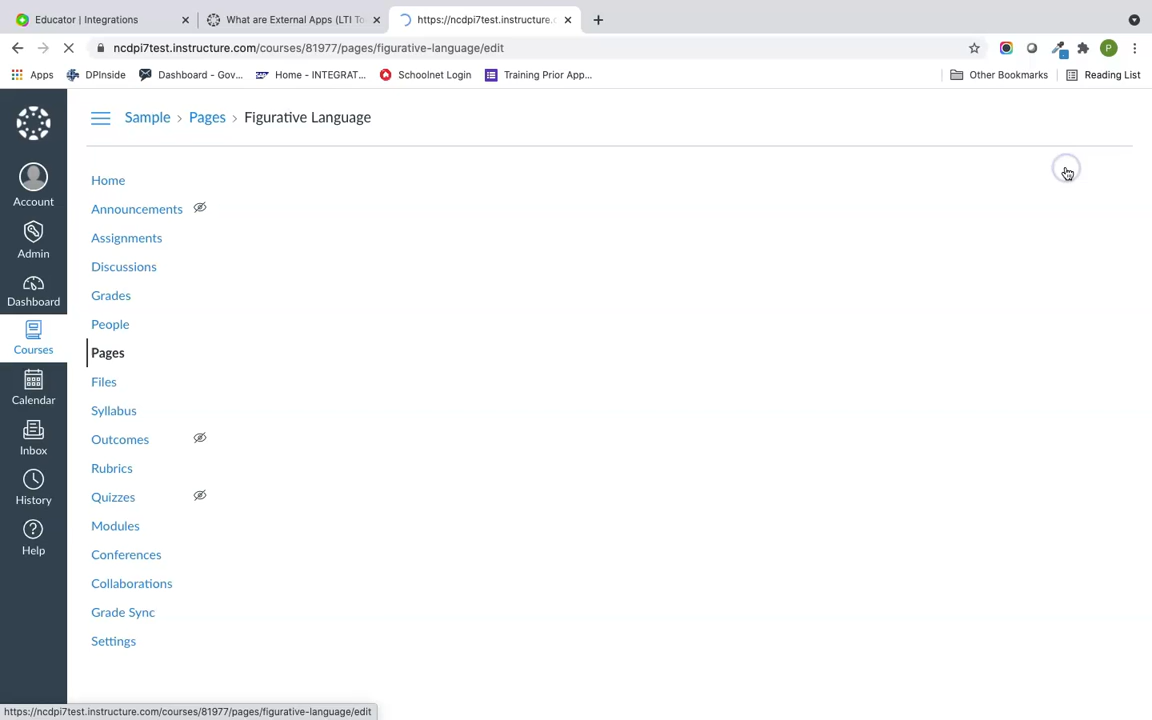 Educator | Integrations
What are External Apps (LTI To
https://ncdpi7test.instructure.c
ncdpi7test.instructure.com/courses/81977/pages/figurative-language/edit
P
Apps
DPInside
Dashboard - Gov...
Home - INTEGRAT...
Schoolnet Login
Training Prior App...
Other Bookmarks
Reading List
Sample › Pages › Figurative Language
Account
Admin
Dashboard
Courses
Calendar
Inbox
History
Help
Home
Announcements
Assignments
Discussions
Grades
People
Pages
Files
Syllabus
Outcomes
Rubrics
Quizzes
Modules
Conferences
Collaborations
Grade Sync
Settings
https://ncdpi7test.instructure.com/courses/81977/pages/figurative-language/edit